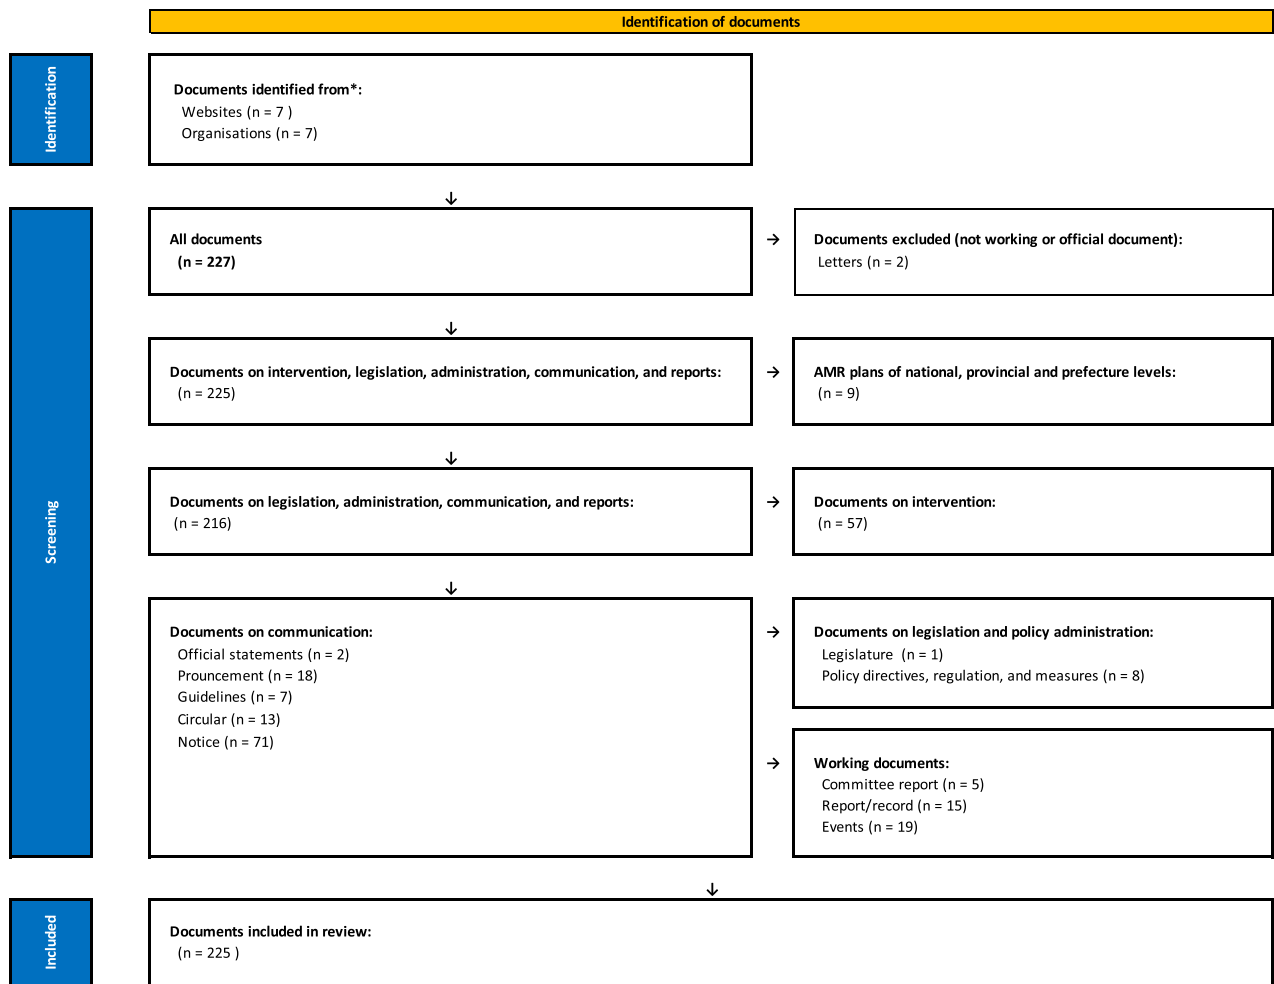 Identification of documents
Identification
Documents identified from*:
Websites (n = 7 )
Organisations (n = 7)
↓
Screening
All documents
(n = 227)
→
Documents excluded (not working or official document):
Letters (n = 2)
↓
Documents on intervention, legislation, administration, communication, and reports:
(n = 225)
→
AMR plans of national, provincial and prefecture levels:
(n = 9)
↓
Documents on legislation, administration, communication, and reports:
(n = 216)
→
Documents on intervention:
(n = 57)
↓
Documents on communication:
Official statements (n = 2)
Prouncement (n = 18)
Guidelines (n = 7)
Circular (n = 13)
Notice (n = 71)
→
Documents on legislation and policy administration:
Legislature  (n = 1)
Policy directives, regulation, and measures (n = 8)
→
Working documents:
Committee report (n = 5)
Report/record (n = 15)
Events (n = 19)
↓
Included
Documents included in review:
(n = 225 )